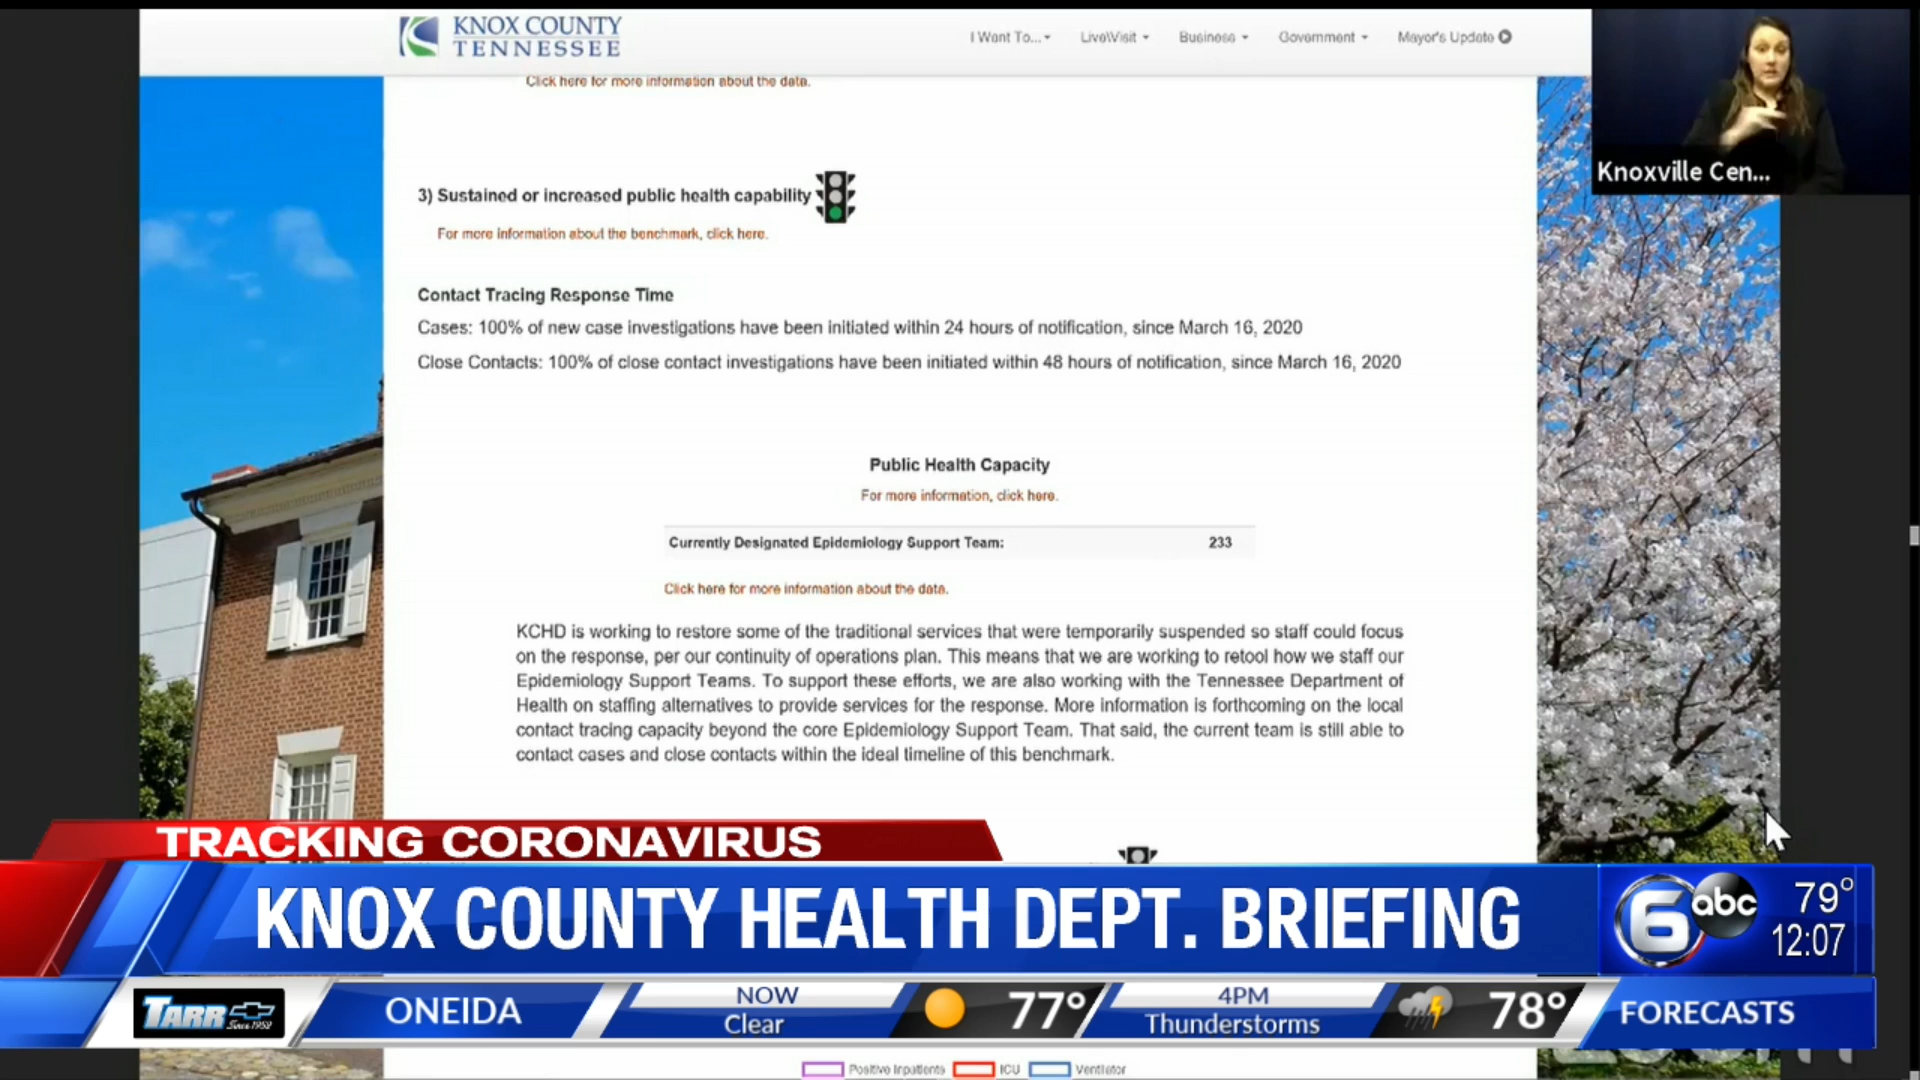 KNOX COUNTY
TENNESSEE
I Want To...
Live\Visit
Business
Government
Mayor's Update
Click here for more information about the data.
Knoxville Cen...
3) Sustained or increased public health capability
For more information about the benchmark, click here.
Contact Tracing Response Time
Cases: 100% of new case investigations have been initiated within 24 hours of notification, since March 16, 2020
Close Contacts: 100% of close contact investigations have been initiated within 48 hours of notification, since March 16, 2020
Public Health Capacity
For more information, click here.
Currently Designated Epidemiology Support Team: 233
Click here for more information about the data.
KCHD is working to restore some of the traditional services that were temporarily suspended so staff could focus
on the response, per our continuity of operations plan. This means that we are working to retool how we staff our
Epidemiology Support Teams. To support these efforts, we are also working with the Tennessee Department of
Health on staffing alternatives to provide services for the response. More information is forthcoming on the local
contact tracing capacity beyond the core Epidemiology Support Team. That said, the current team is still able to
contact cases and close contacts within the ideal timeline of this benchmark.
TRACKING CORONAVIRUS
KNOX COUNTY HEALTH DEPT. BRIEFING
6 abc
79°
12:07
TARR
Since 1952
ONEIDA
NOW
Clear
77°
4PM
Thunderstorms
78°
FORECASTS
Positive Inpatients
ICU
Ventilator